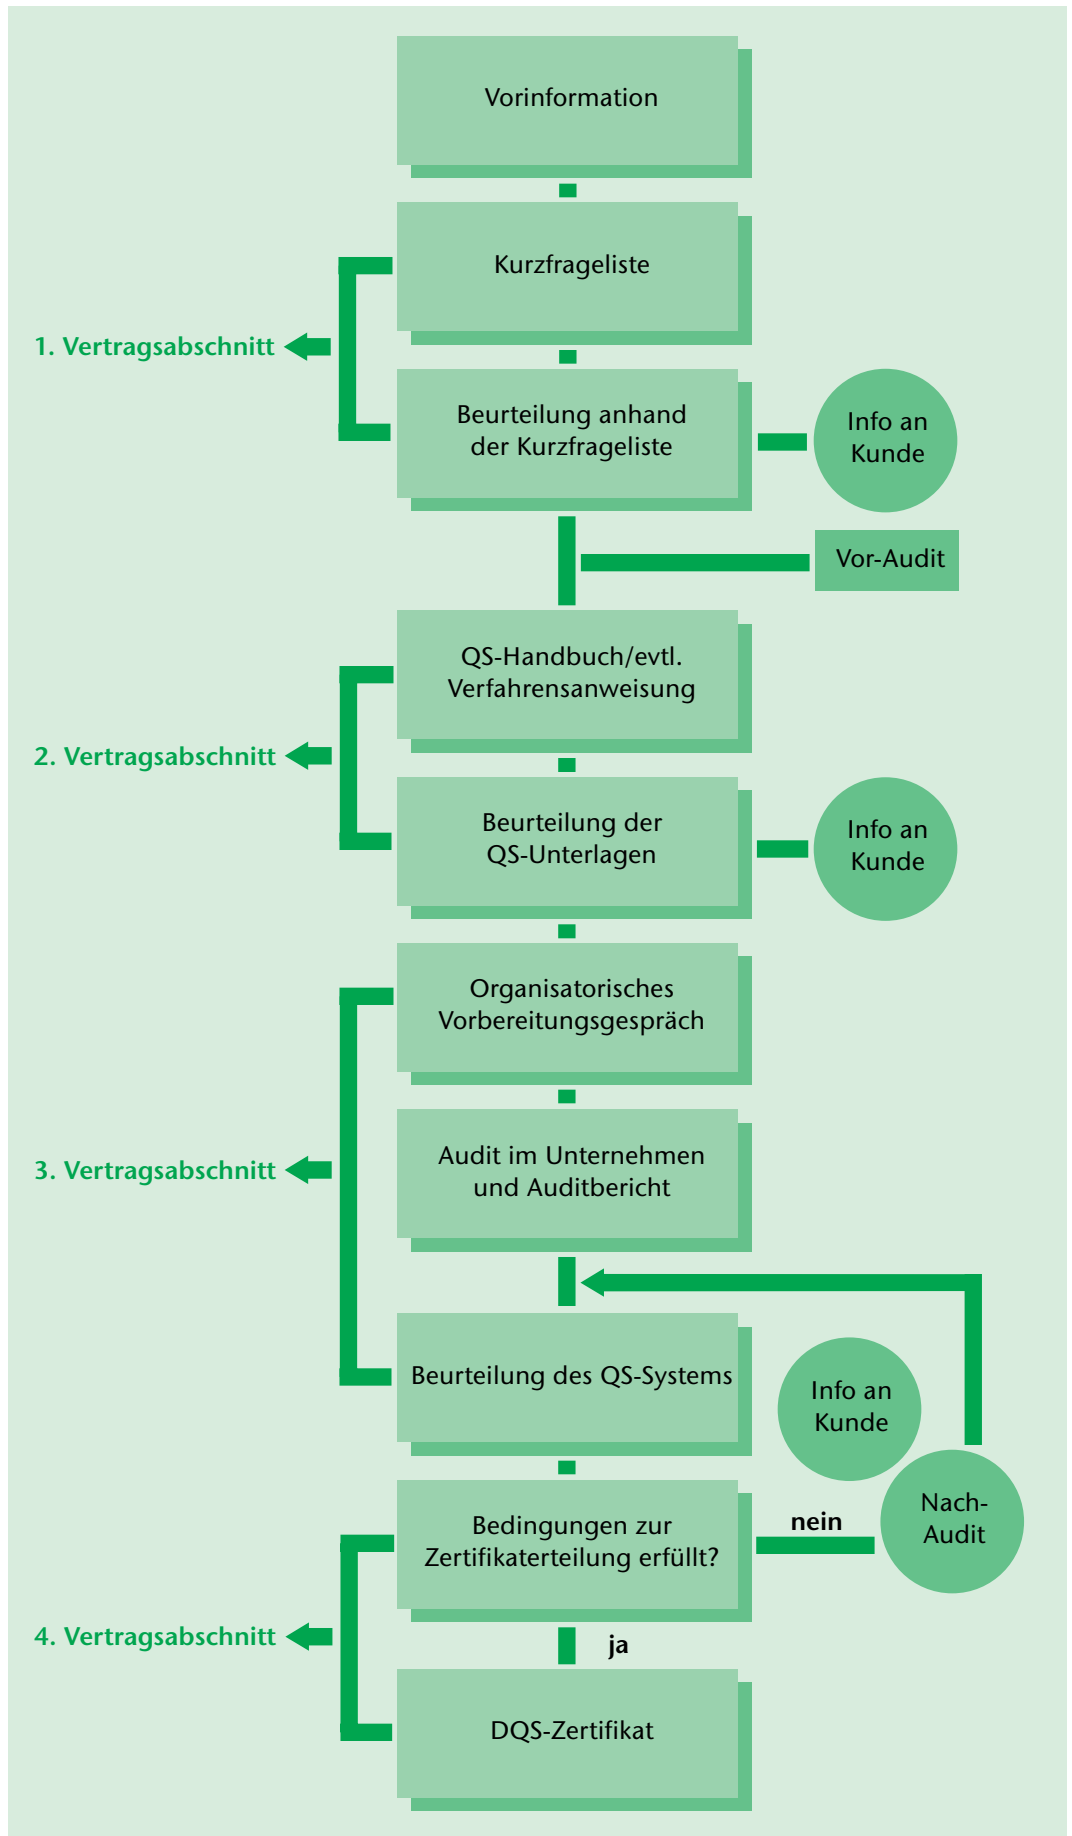 Vorinformation
Kurzfrageliste
1. Vertragsabschnitt
Beurteilung anhand
der Kurzfrageliste
Info an
Kunde
Vor-Audit
QS-Handbuch/evtl.
Verfahrensanweisung
2. Vertragsabschnitt
Beurteilung der
QS-Unterlagen
Info an
Kunde
Organisatorisches
Vorbereitungsgespräch
3. Vertragsabschnitt
Audit im Unternehmen
und Auditbericht
Beurteilung des QS-Systems
Info an
Kunde
Bedingungen zur
Zertifikaterteilung erfüllt?
nein
Nach-
Audit
4. Vertragsabschnitt
ja
DQS-Zertifikat